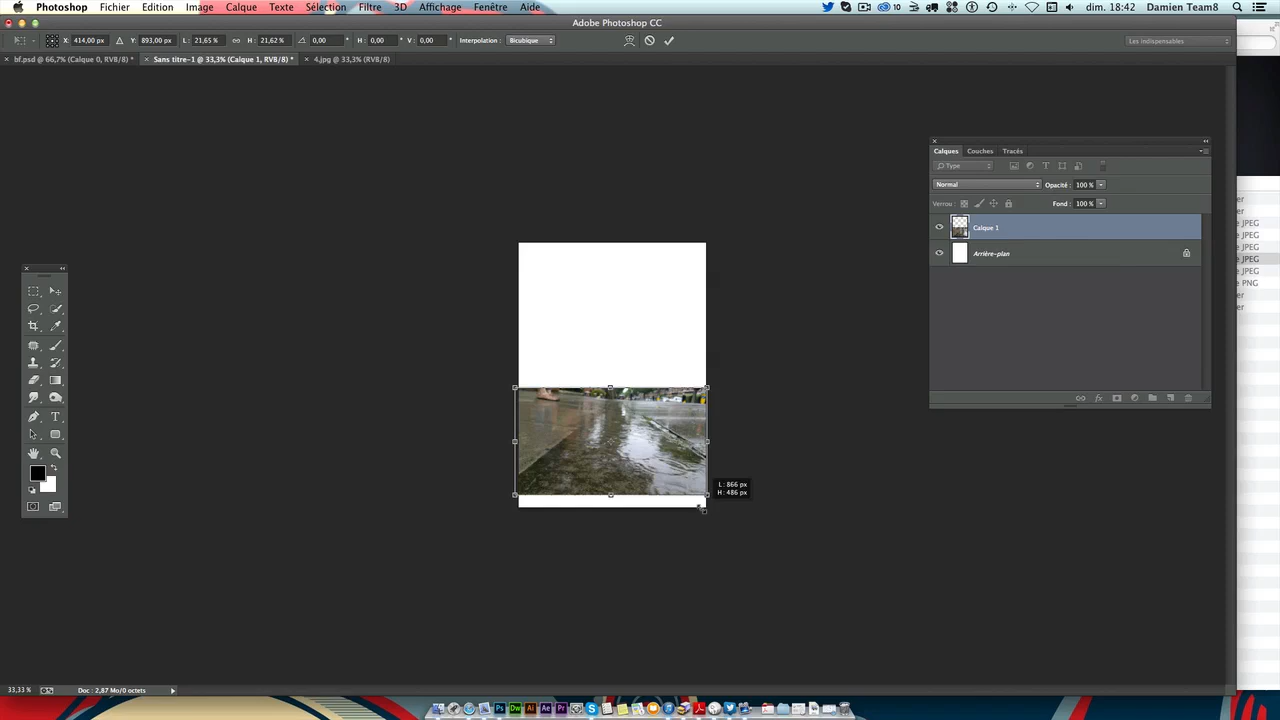 Photoshop Fichier Edition Image Calque Texte Sélection Filtre 3D Affichage Fenêtre Aide 10 dim. 18:42 Damien Team8
Adobe Photoshop CC
X: 414,00 px Y: 893,00 px L: 21,65 % H: 21,62 % 0,00 ° H: 0,00 ° V: 0,00 ° Interpolation : Bicubique Les indispensables
bf.psd @ 66,7% (Calque 0, RVB/8) * Sans titre-1 @ 33,3% (Calque 1, RVB/8) * 4.jpg @ 33,3% (RVB/8)
Calques Couches Tracés
Type
Normal Opacité : 100 %
Verrou : Fond : 100 %
Calque 1
Arrière-plan
JPEG
JPEG
JPEG
JPEG
JPEG
PNG
L : 866 px
H : 486 px
33,33 % Doc : 2,87 Mo/0 octets